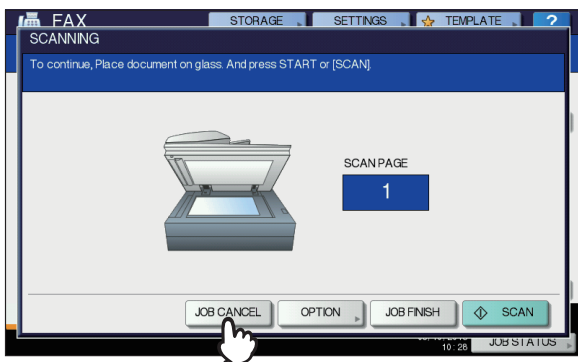 FAX
STORAGE
SETTINGS
TEMPLATE
?
SCANNING
To continue, Place document on glass. And press START or [SCAN].
SCAN PAGE
1
JOB CANCEL
OPTION
JOB FINISH
SCAN
10 : 28
JOB STATUS